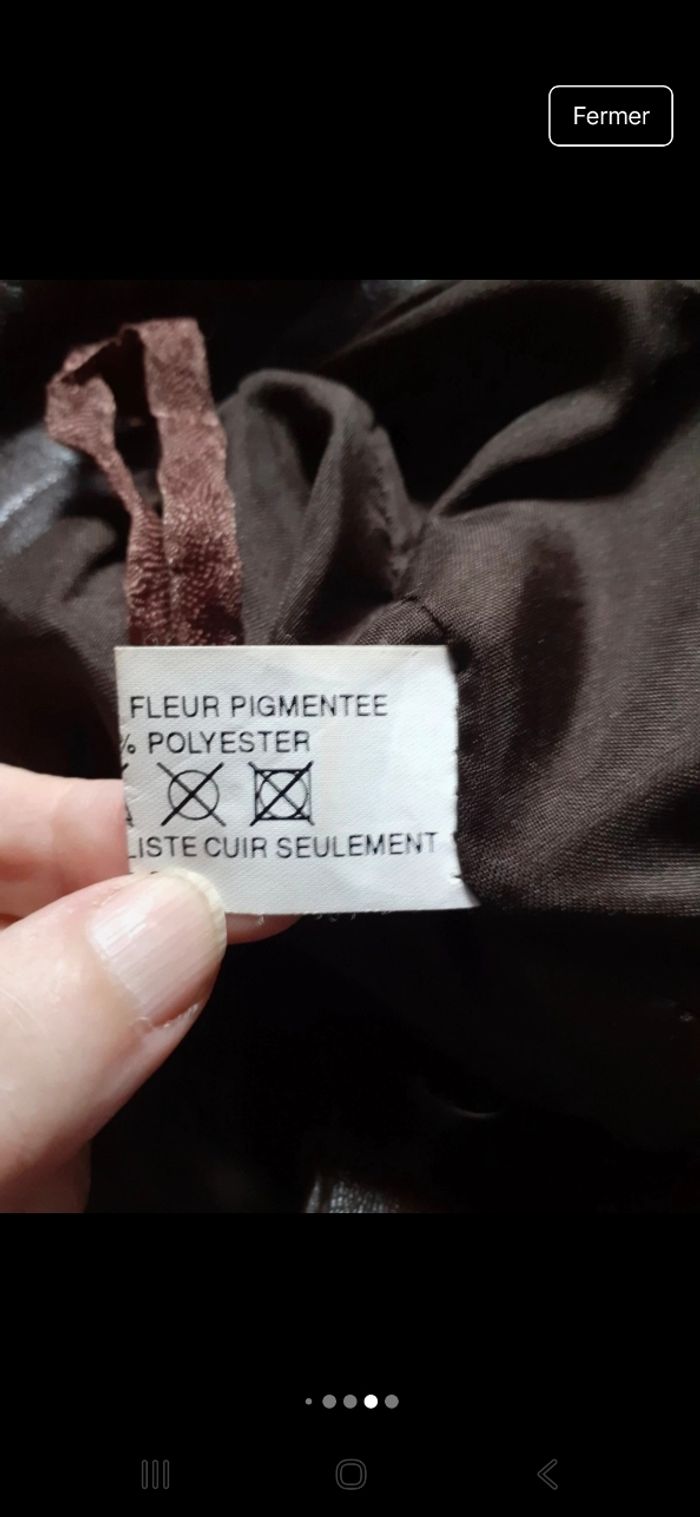 Fermer
FLEUR PIGMENTEE
% POLYESTER
LISTE CUIR SEULEMENT